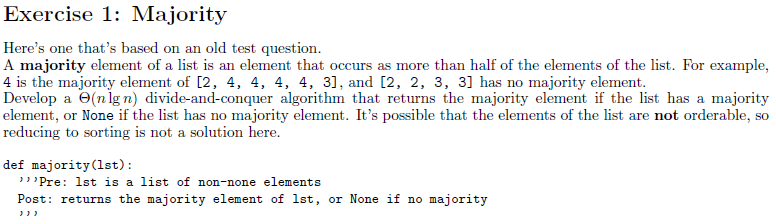 Exercise 1: Majority
Here's one that's based on an old test question.
A majority element of a list is an element that occurs as more than half of the elements of the list. For example,
4 is the majority element of [2, 4, 4, 4, 4, 3], and [2, 2, 3, 3] has no majority element.
Develop a Θ(n lg n) divide-and-conquer algorithm that returns the majority element if the list has a majority
element, or None if the list has no majority element. It's possible that the elements of the list are not orderable, so
reducing to sorting is not a solution here.
def majority(lst):
'''Pre: lst is a list of non-none elements
Post: returns the majority element of lst, or None if no majority
'''